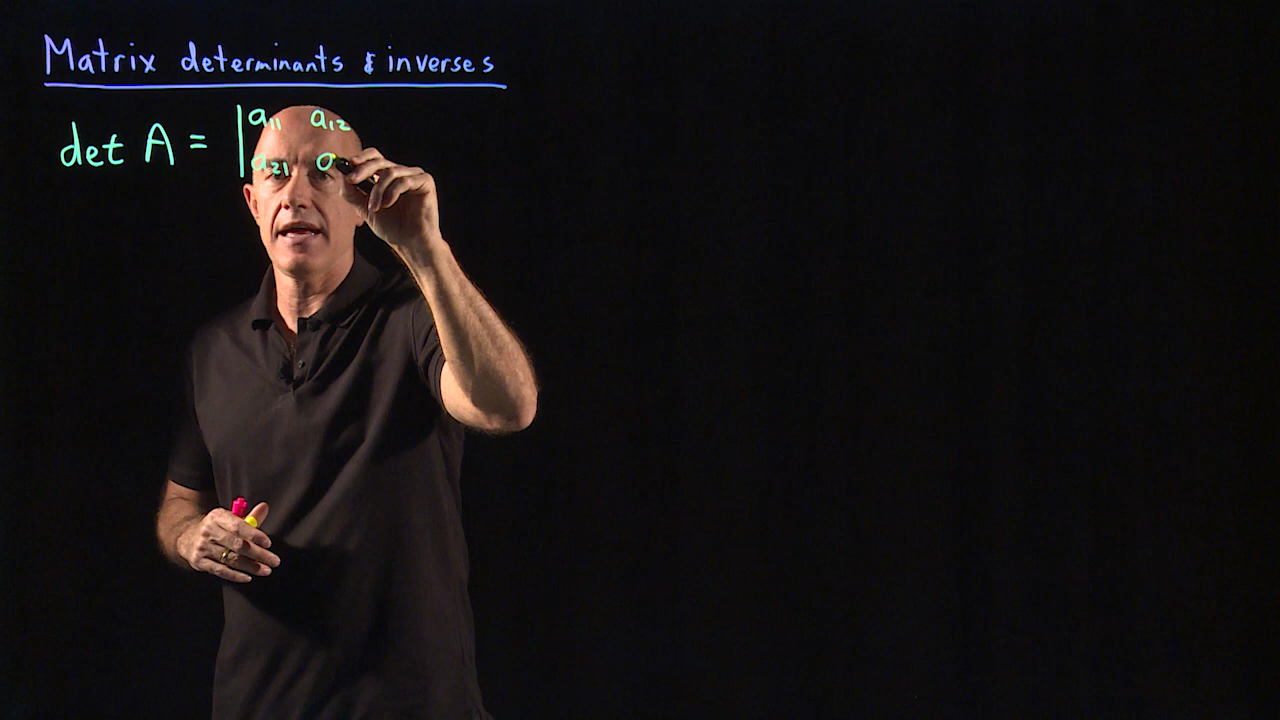 Matrix determinants & inverses
det A = | a11 a12
a21 a